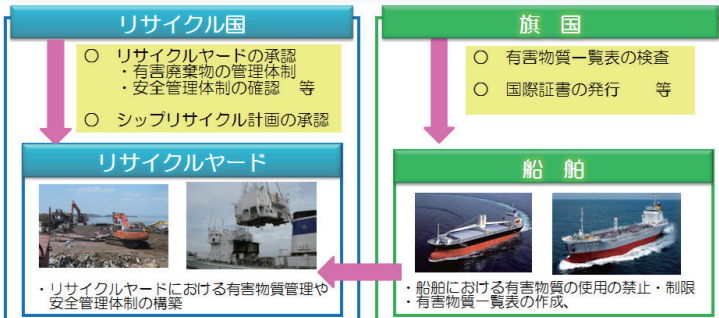 リサイクル国
○ リサイクルヤードの承認
・有害廃棄物の管理体制
・安全管理体制の確認 等
○ シップリサイクル計画の承認
リサイクルヤード
・リサイクルヤードにおける有害物質管理や
安全管理体制の構築
旗 国
○ 有害物質一覧表の検査
○ 国際証書の発行 等
船 舶
・船舶における有害物質の使用の禁止・制限
・有害物質一覧表の作成、